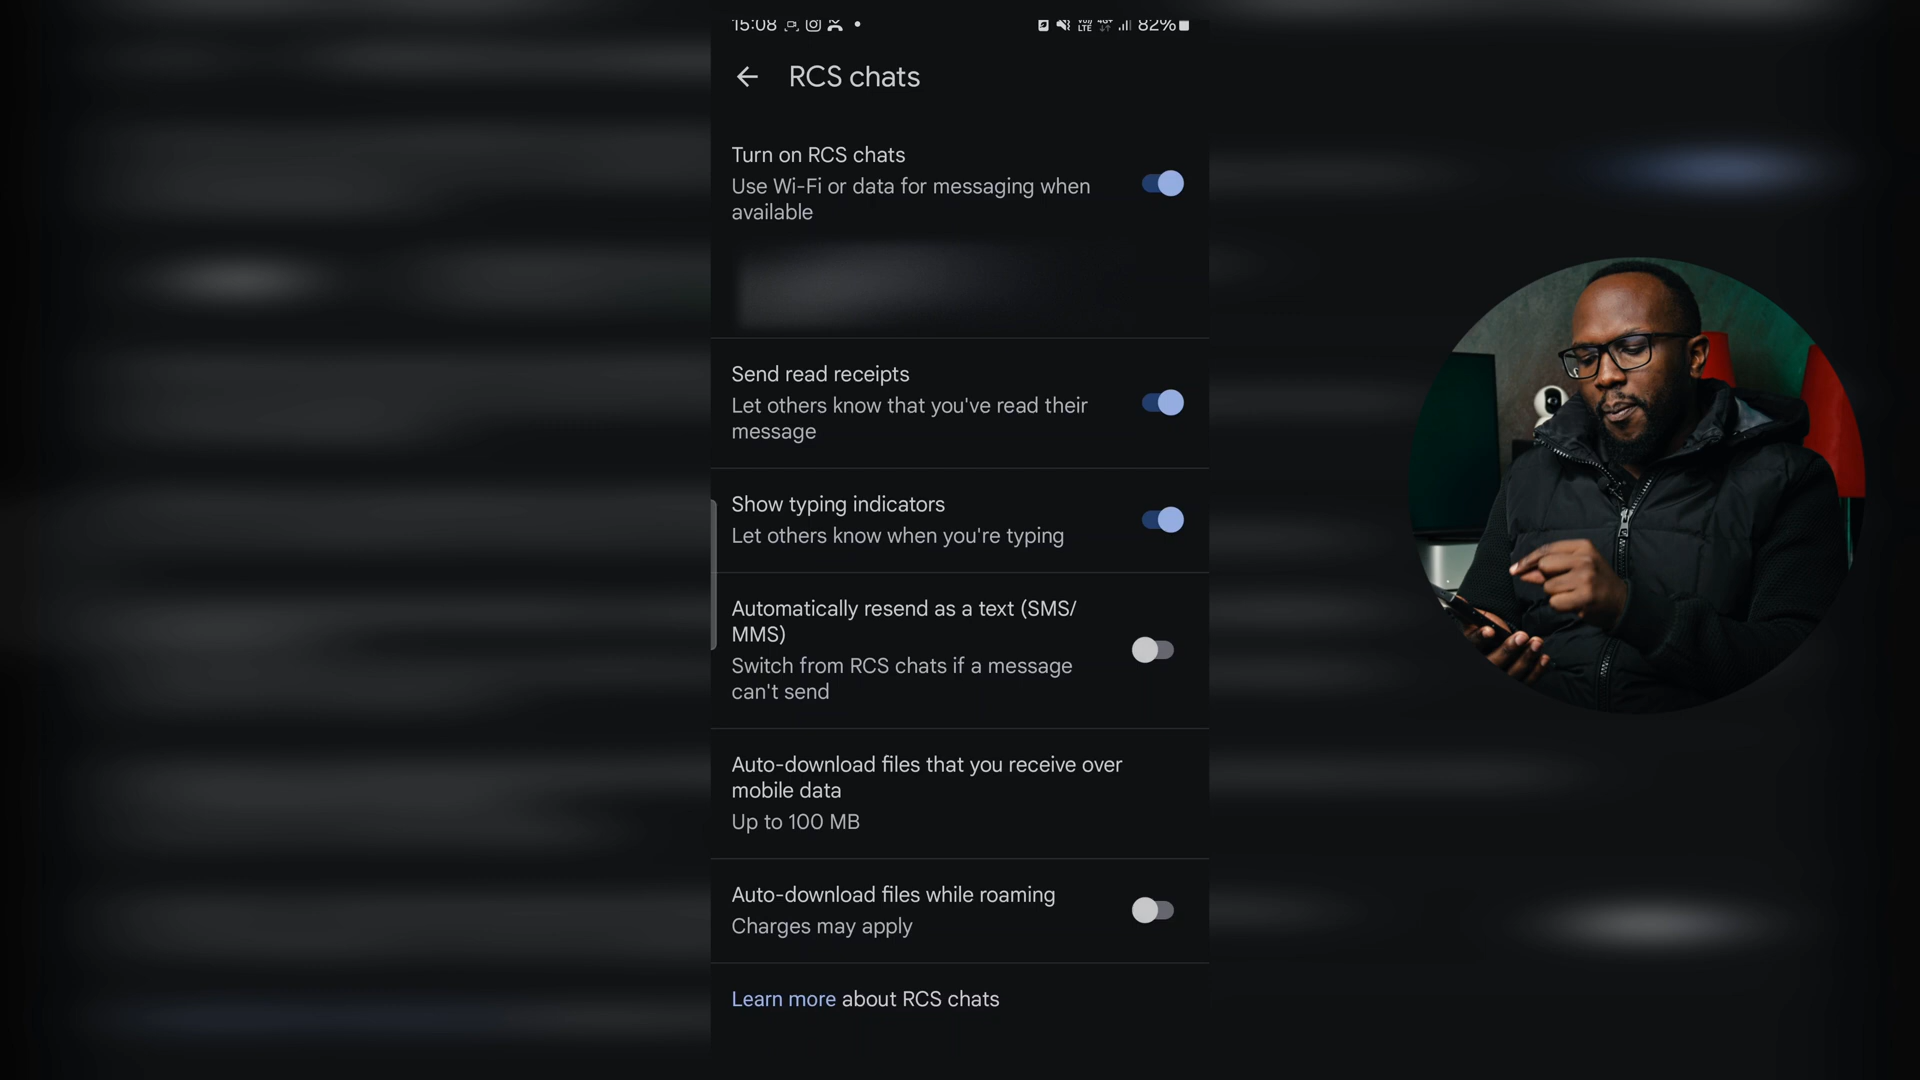 15:08 82%
RCS chats
Turn on RCS chats
Use Wi-Fi or data for messaging when
available
Send read receipts
Let others know that you've read their
message
Show typing indicators
Let others know when you're typing
Automatically resend as a text (SMS/
MMS)
Switch from RCS chats if a message
can't send
Auto-download files that you receive over
mobile data
Up to 100 MB
Auto-download files while roaming
Charges may apply
Learn more about RCS chats